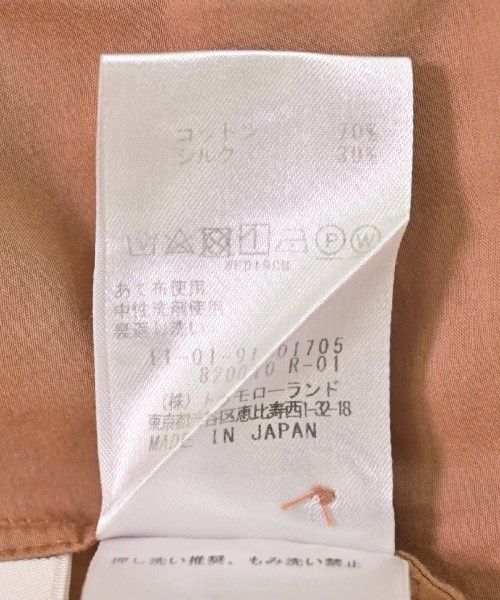 コットン 70%
シルク 30%
P W
あて布使用
中性洗剤使用
裏返し洗い
11-01-91-01705
820010 R-01
(株) トゥモローランド
東京都渋谷区恵比寿西1-32-18
MADE IN JAPAN
押し洗い推奨、もみ洗い禁止